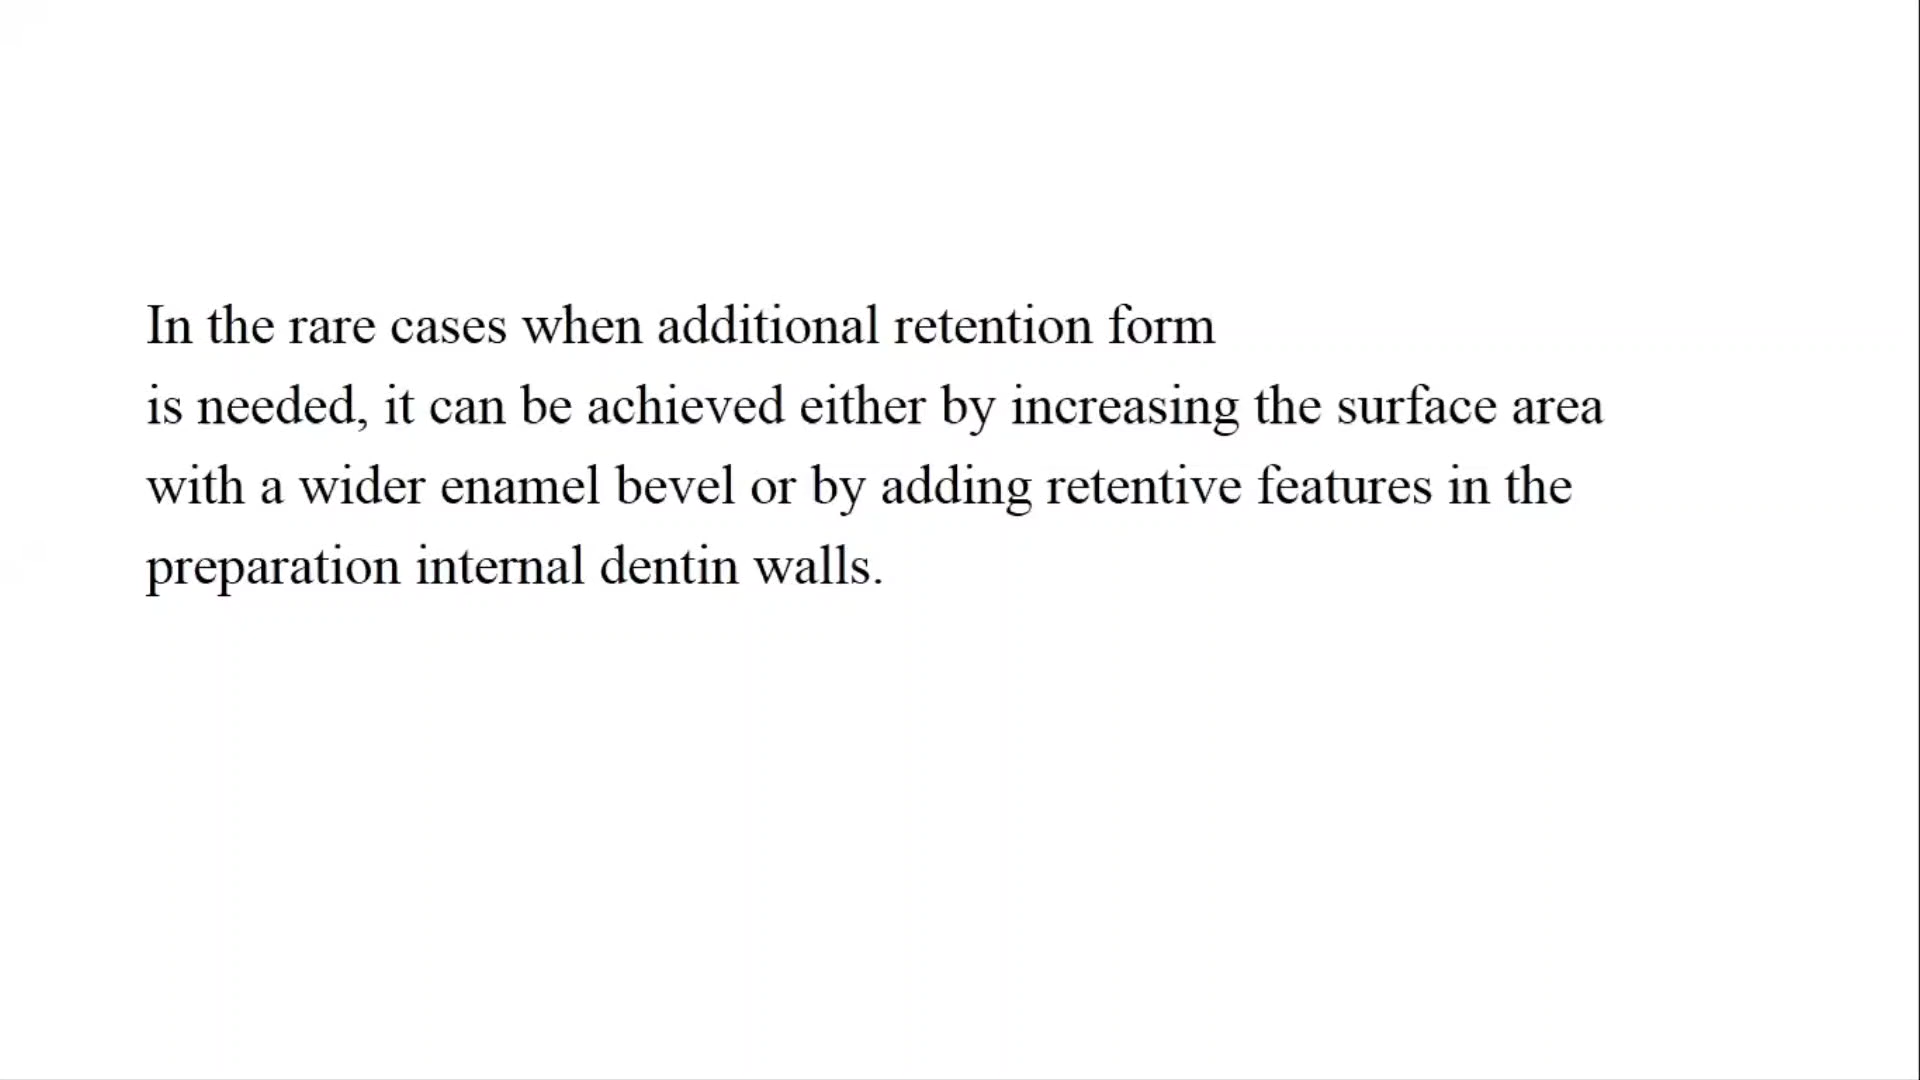 In the rare cases when additional retention form
is needed, it can be achieved either by increasing the surface area
with a wider enamel bevel or by adding retentive features in the
preparation internal dentin walls.